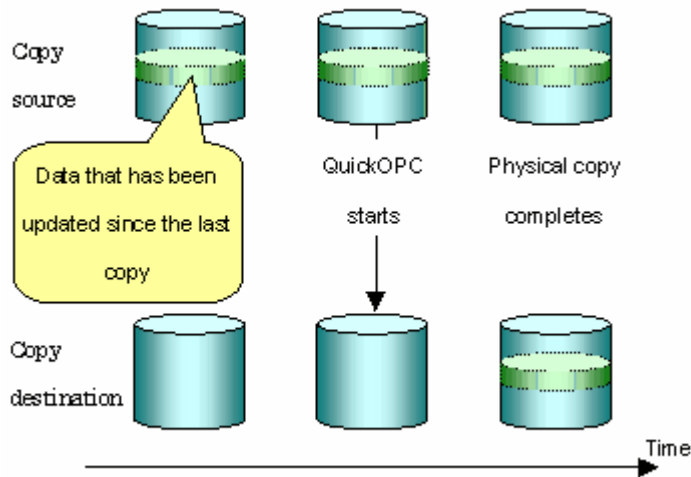 Copy
source
Data that has been
updated since the last
copy
QuickOPC
starts
Physical copy
completes
Copy
destination
Time